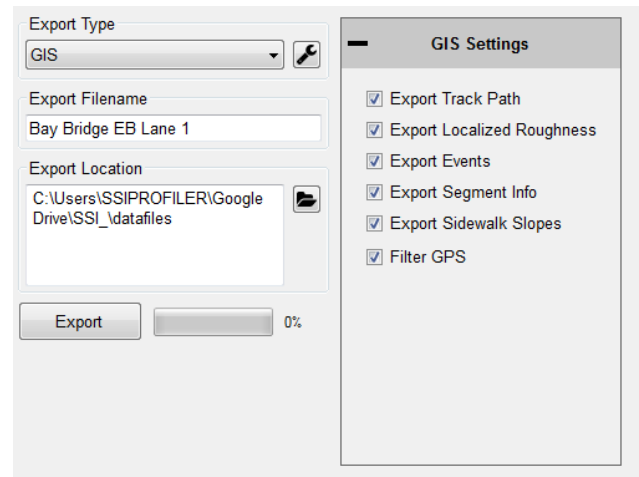 Export Type
GIS
Export Filename
Bay Bridge EB Lane 1
Export Location
C:\Users\SSIPROFILER\Google
Drive\SSI_\datafiles
Export
0%
GIS Settings
Export Track Path
Export Localized Roughness
Export Events
Export Segment Info
Export Sidewalk Slopes
Filter GPS